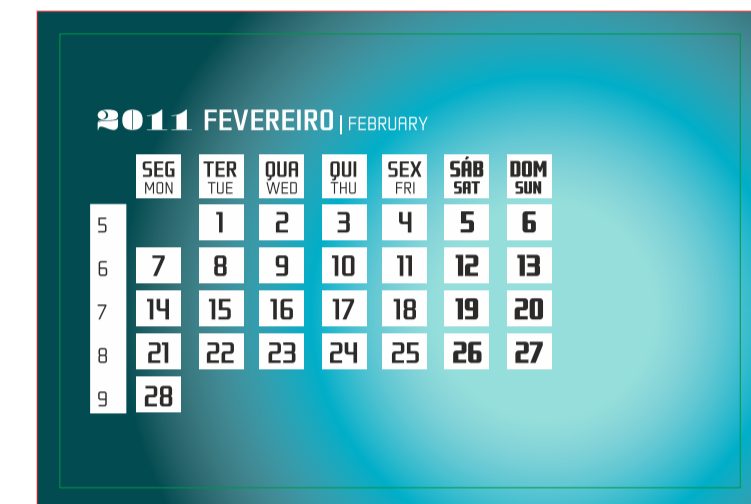 2011 FEVEREIRO | FEBRUARY
SEG TER QUA QUI SEX SÁB DOM
MON TUE WED THU FRI SAT SUN
5 1 2 3 4 5 6
6 7 8 9 10 11 12 13
7 14 15 16 17 18 19 20
8 21 22 23 24 25 26 27
9 28